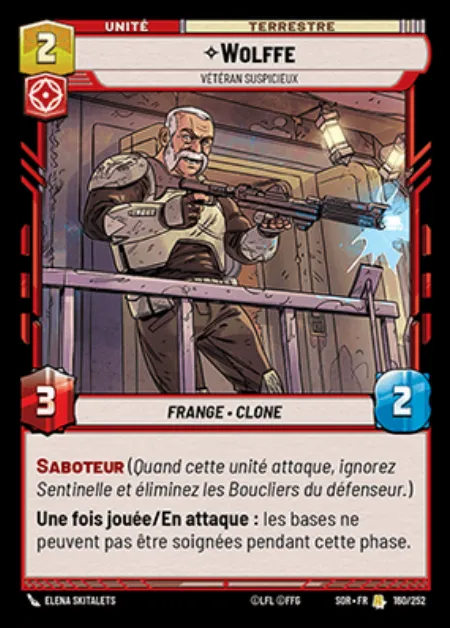 2
UNITÉ
TERRESTRE
Wolffe
VÉTÉRAN SUSPICIEUX
3
FRANGE • CLONE
2
SABOTEUR (Quand cette unité attaque, ignorez
Sentinelle et éliminez les Boucliers du défenseur.)
Une fois jouée/En attaque : les bases ne
peuvent pas être soignées pendant cette phase.
ELENA SKITALETS
©LFL ©FFG
SOR • FR
160/252